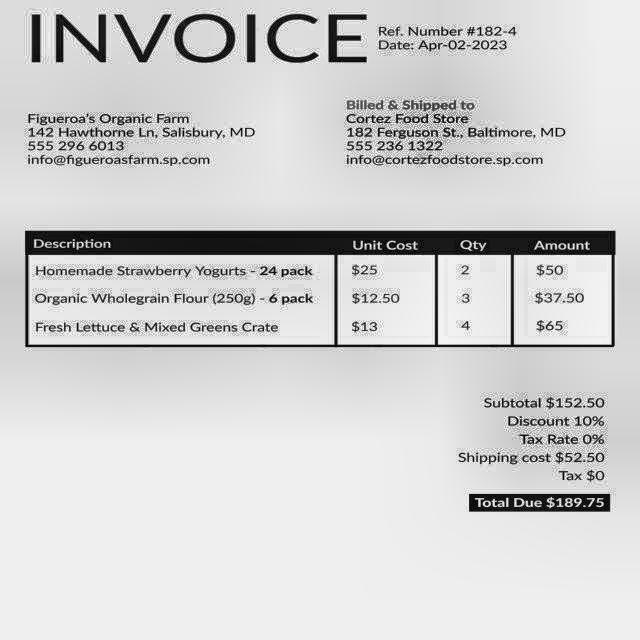 INVOICE
Ref. Number #182-4
Date: Apr-02-2023
Figueroa's Organic Farm
142 Hawthorne Ln, Salisbury, MD
555 296 6013
info@figueroasfarm.sp.com
Billed & Shipped to
Cortez Food Store
182 Ferguson St., Baltimore, MD
555 236 1322
info@cortezfoodstore.sp.com
Description Unit Cost Qty Amount
Homemade Strawberry Yogurts - 24 pack $25 2 $50
Organic Wholegrain Flour (250g) - 6 pack $12.50 3 $37.50
Fresh Lettuce & Mixed Greens Crate $13 4 $65
Subtotal $152.50
Discount 10%
Tax Rate 0%
Shipping cost $52.50
Tax $0
Total Due $189.75